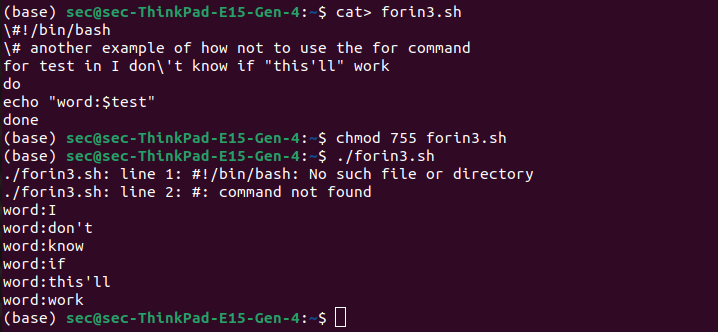 (base) sec@sec-ThinkPad-E15-Gen-4:~$ cat> forin3.sh
\#!/bin/bash
\# another example of how not to use the for command
for test in I don\'t know if "this'll" work
do
echo "word:$test"
done
(base) sec@sec-ThinkPad-E15-Gen-4:~$ chmod 755 forin3.sh
(base) sec@sec-ThinkPad-E15-Gen-4:~$ ./forin3.sh
./forin3.sh: line 1: #!/bin/bash: No such file or directory
./forin3.sh: line 2: #: command not found
word:I
word:don't
word:know
word:if
word:this'll
word:work
(base) sec@sec-ThinkPad-E15-Gen-4:~$